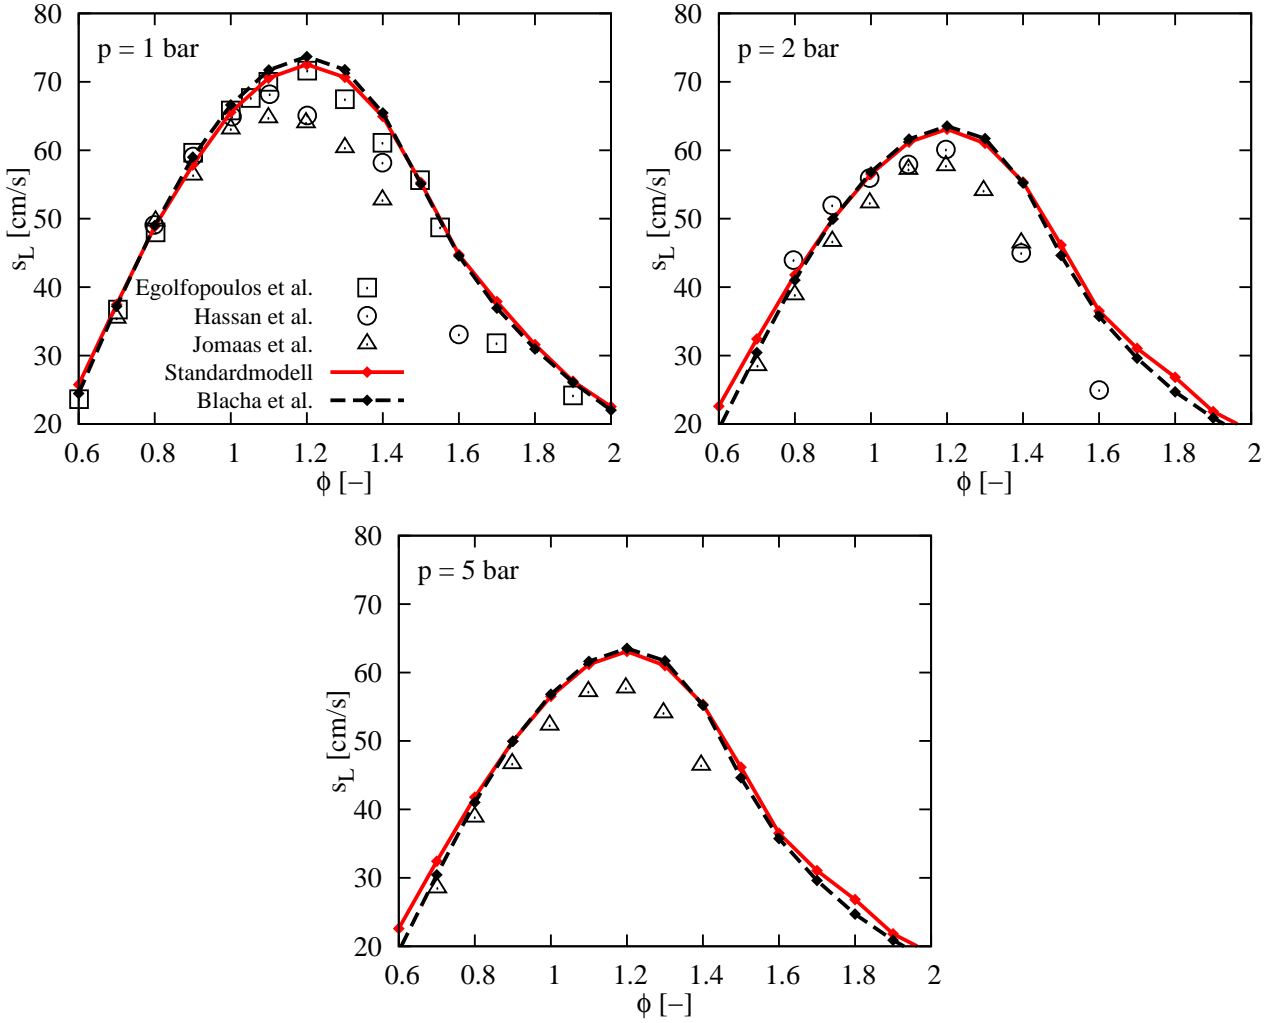 80
70
60
50
40
30
20
s_L [cm/s]
p = 1 bar
Egolfopoulos et al.
Hassan et al.
Jomaas et al.
Standardmodell
Blacha et al.
0.6 0.8 1 1.2 1.4 1.6 1.8 2
ϕ [−]
80
70
60
50
40
30
20
s_L [cm/s]
p = 2 bar
0.6 0.8 1 1.2 1.4 1.6 1.8 2
ϕ [−]
80
70
60
50
40
30
20
s_L [cm/s]
p = 5 bar
0.6 0.8 1 1.2 1.4 1.6 1.8 2
ϕ [−]